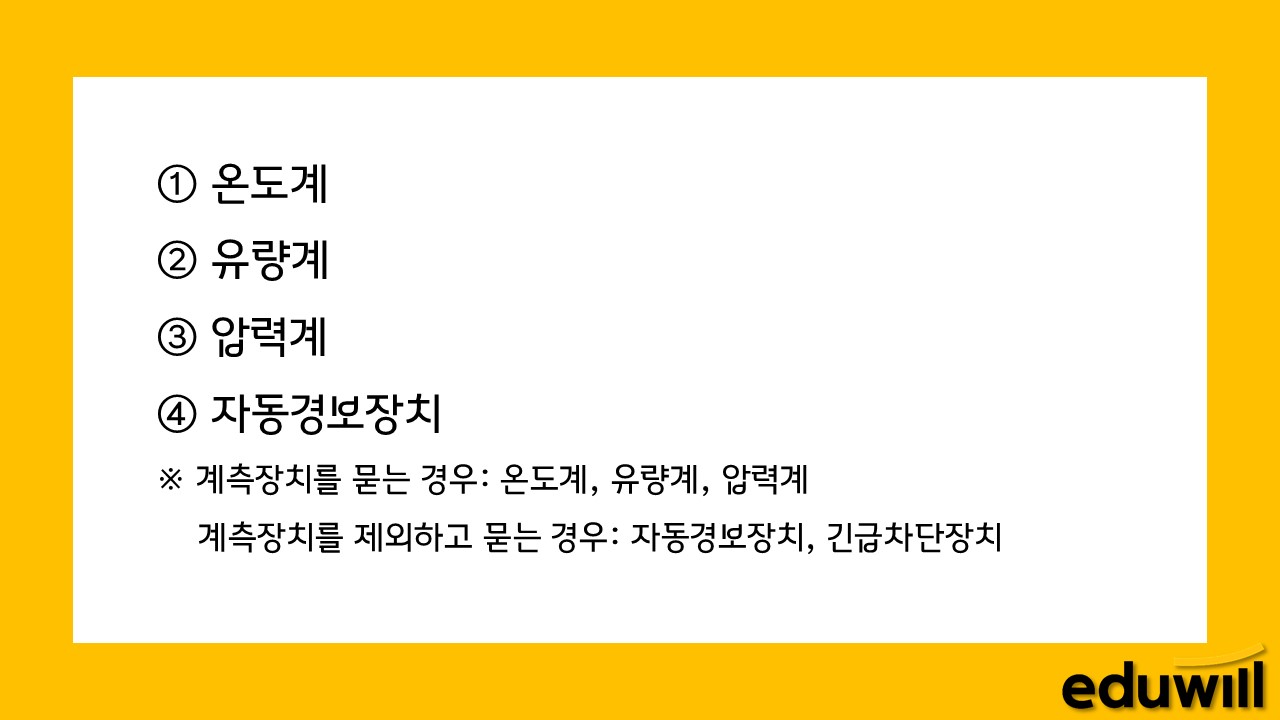 ① 온도계
② 유량계
③ 압력계
④ 자동경보장치
※ 계측장치를 묻는 경우: 온도계, 유량계, 압력계
계측장치를 제외하고 묻는 경우: 자동경보장치, 긴급차단장치
eduwill